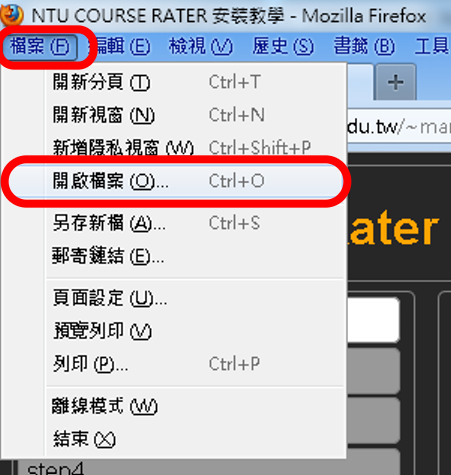 NTU COURSE RATER 安裝教學 - Mozilla Firefox
檔案 (F) 編輯 (E) 檢視 (V) 歷史 (S) 書籤 (B) 工具
開新分頁 (T) Ctrl+T
開新視窗 (N) Ctrl+N
du.tw/~ma
新增隱私視窗 (W) Ctrl+Shift+P
開啟檔案 (O)... Ctrl+O
另存新檔 (A)... Ctrl+S
Rater
郵寄鏈結 (E)...
頁面設定 (U)...
預覽列印 (V)
列印 (P)... Ctrl+P
離線模式 (W)
結束 (X)
step4